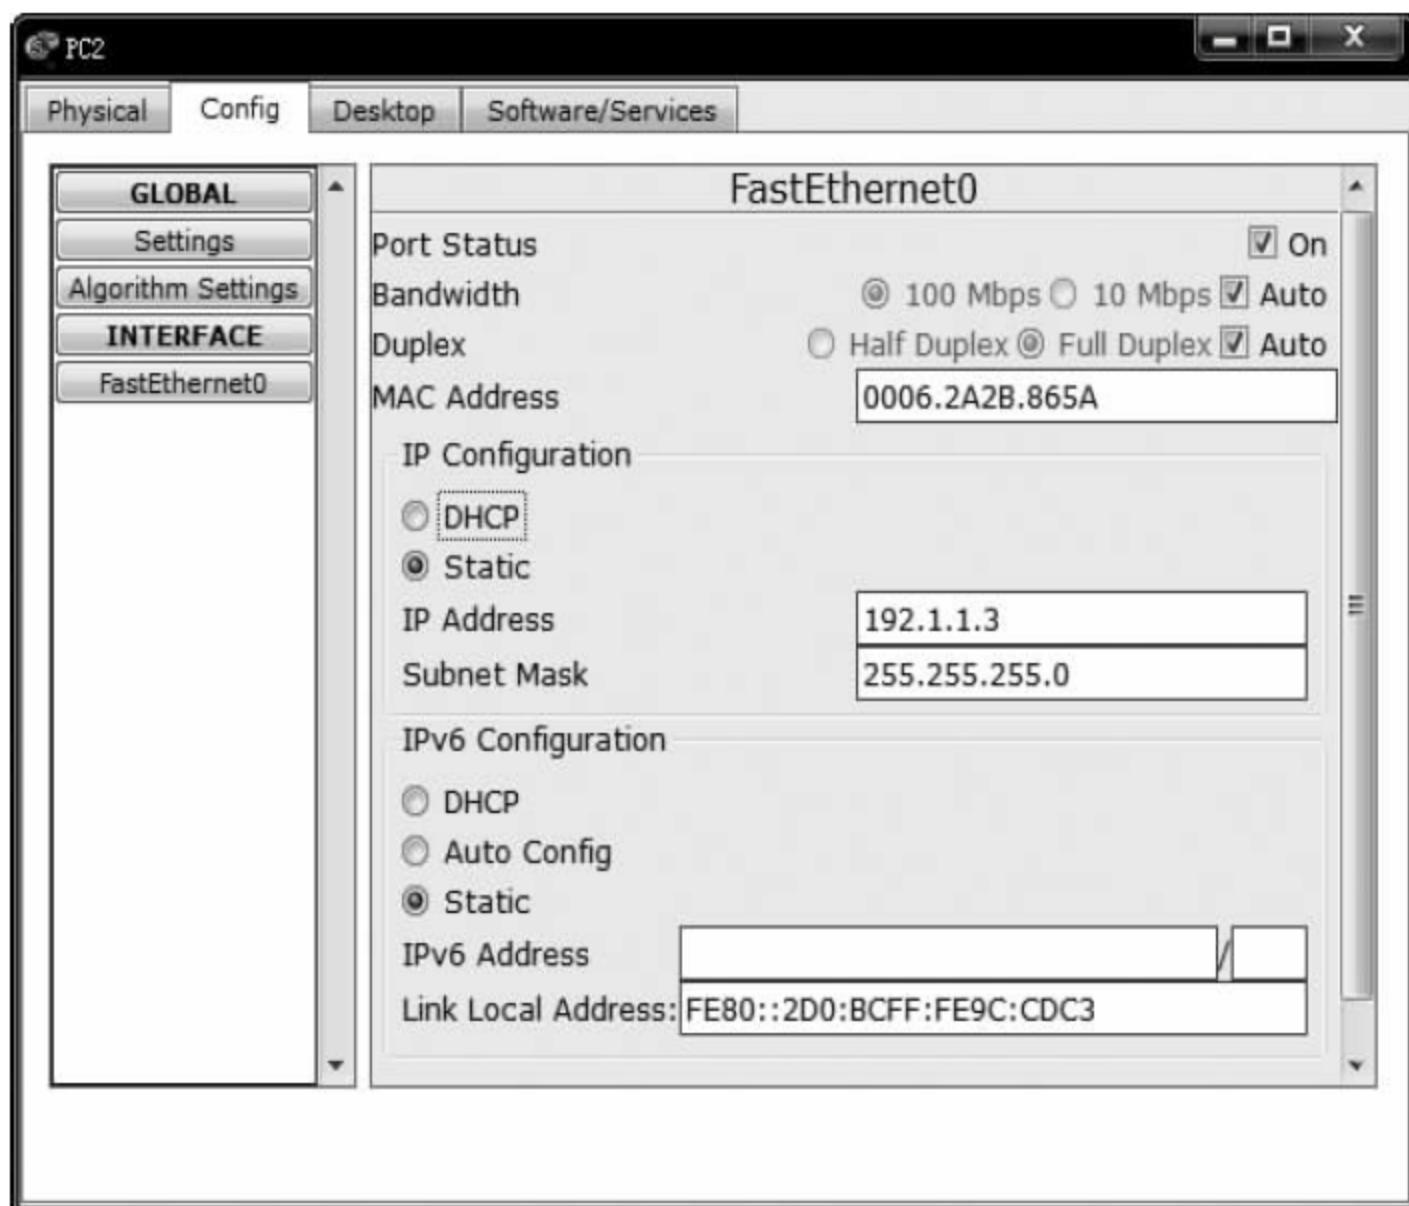 PC2
Physical Config Desktop Software/Services
GLOBAL
Settings
Algorithm Settings
INTERFACE
FastEthernet0
FastEthernet0
Port Status On
Bandwidth 100 Mbps 10 Mbps Auto
Duplex Half Duplex Full Duplex Auto
MAC Address 0006.2A2B.865A
IP Configuration
DHCP
Static
IP Address 192.1.1.3
Subnet Mask 255.255.255.0
IPv6 Configuration
DHCP
Auto Config
Static
IPv6 Address /
Link Local Address: FE80::2D0:BCFF:FE9C:CDC3